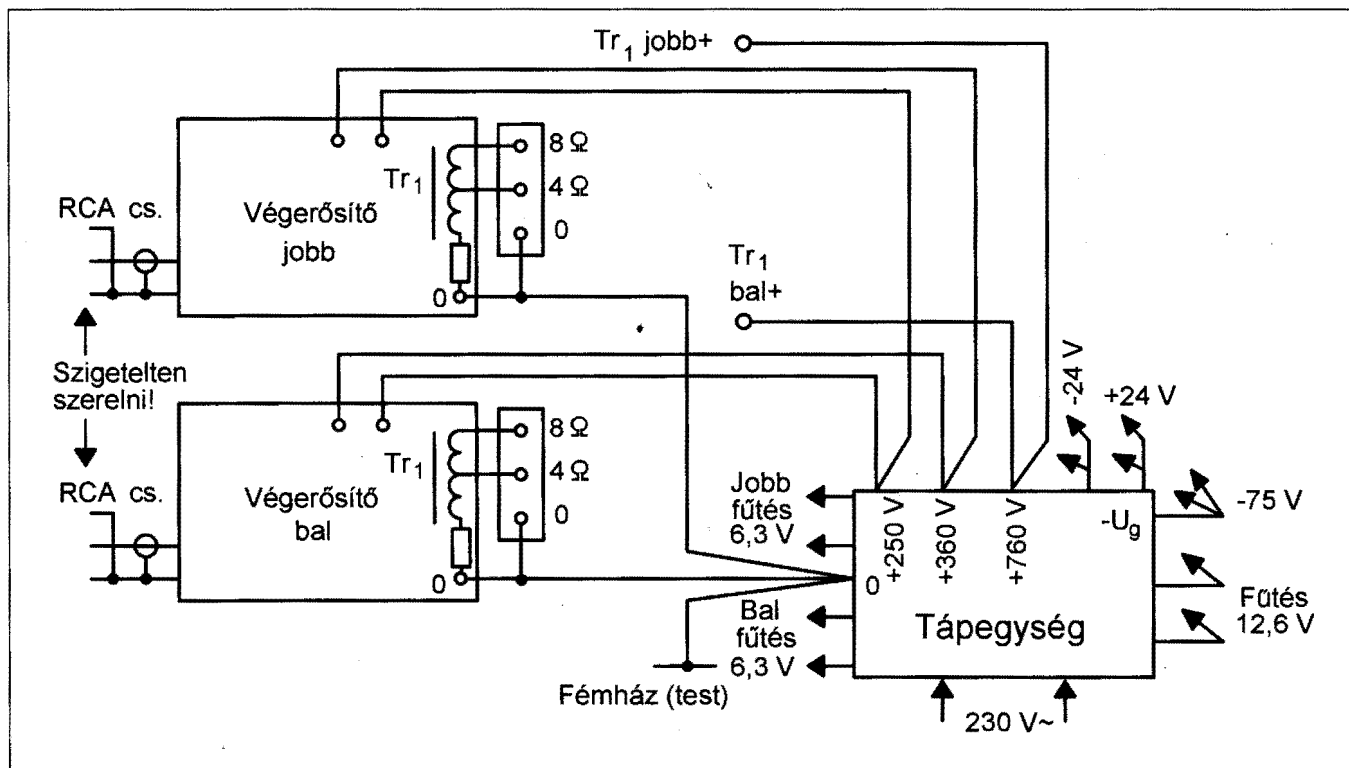 Tr1 jobb+
8 Ω
Tr1
4 Ω
RCA cs.
Végerősítő
jobb
0
0
Tr1
bal+
Szigetelten
szerelni!
-24 V
+24 V
8 Ω
Tr1
4 Ω
RCA cs.
Végerősítő
bal
0
0
Jobb
fűtés
6,3 V
+250 V
+360 V
+760 V
-Ug
-75 V
0
Bal
fűtés
6,3 V
Tápegység
Fűtés
12,6 V
Fémház (test)
230 V~